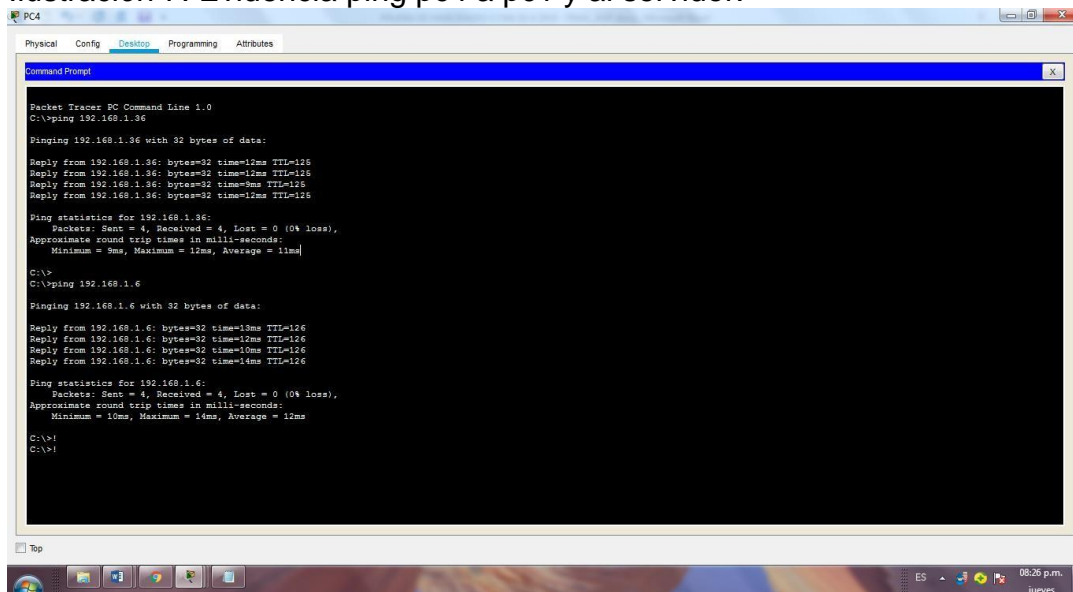 Ilustración 7. Evidencia ping pc4 a pc1 y al servidor.
PC4
Physical Config Desktop Programming Attributes
Command Prompt
X
Packet Tracer PC Command Line 1.0
C:\>ping 192.168.1.36
Pinging 192.168.1.36 with 32 bytes of data:
Reply from 192.168.1.36: bytes=32 time=12ms TTL=125
Reply from 192.168.1.36: bytes=32 time=12ms TTL=125
Reply from 192.168.1.36: bytes=32 time=9ms TTL=125
Reply from 192.168.1.36: bytes=32 time=12ms TTL=125
Ping statistics for 192.168.1.36:
Packets: Sent = 4, Received = 4, Lost = 0 (0% loss),
Approximate round trip times in milli-seconds:
Minimum = 9ms, Maximum = 12ms, Average = 11ms
C:\>
C:\>ping 192.168.1.6
Pinging 192.168.1.6 with 32 bytes of data:
Reply from 192.168.1.6: bytes=32 time=13ms TTL=126
Reply from 192.168.1.6: bytes=32 time=12ms TTL=126
Reply from 192.168.1.6: bytes=32 time=10ms TTL=126
Reply from 192.168.1.6: bytes=32 time=14ms TTL=126
Ping statistics for 192.168.1.6:
Packets: Sent = 4, Received = 4, Lost = 0 (0% loss),
Approximate round trip times in milli-seconds:
Minimum = 10ms, Maximum = 14ms, Average = 12ms
C:\>!
C:\>!
Top
ES
08:26 p.m.
jueves